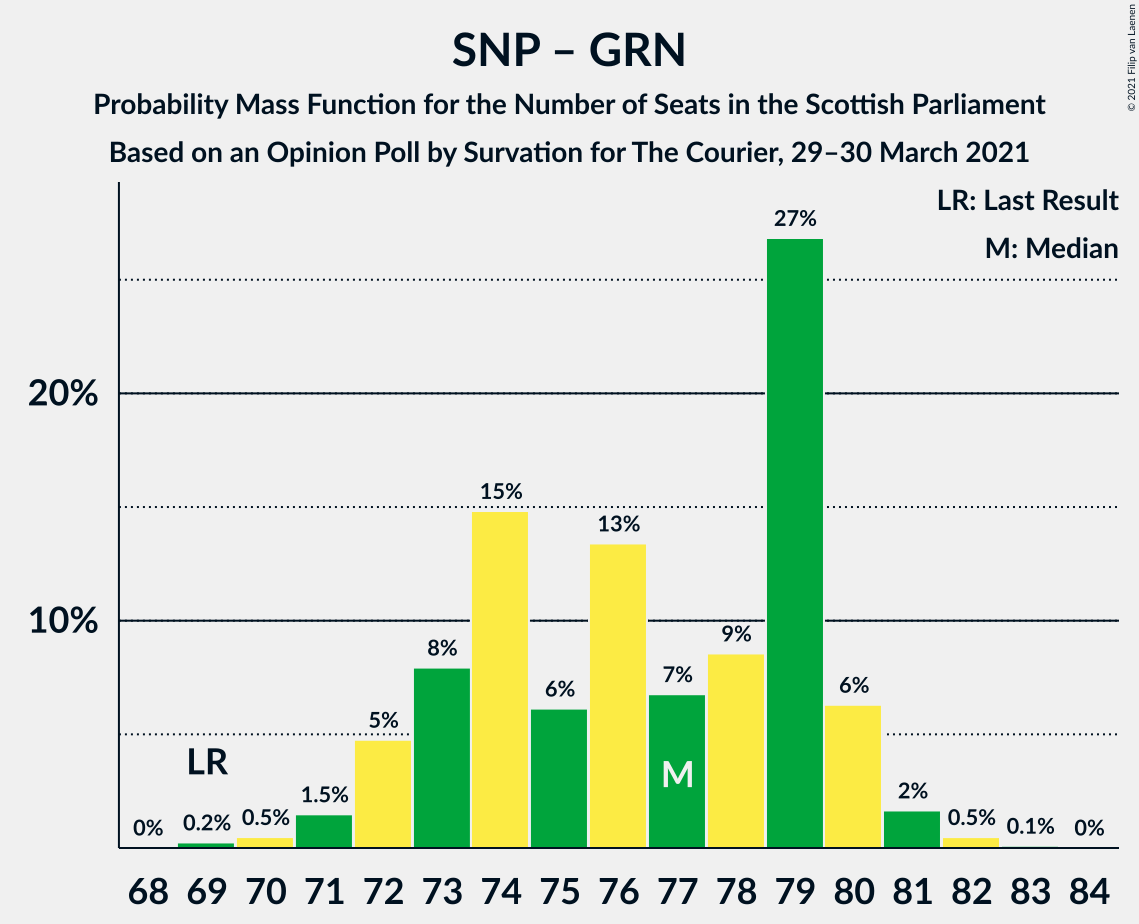 SNP – GRN
Probability Mass Function for the Number of Seats in the Scottish Parliament
Based on an Opinion Poll by Survation for The Courier, 29–30 March 2021
© 2021 Filip van Laenen
LR: Last Result
M: Median
27%
20%
15%
13%
10%
9%
8%
7%
6%
6%
5%
LR
M
2%
1.5%
0.5%
0.5%
0.2%
0.1%
0%
0%
68 69 70 71 72 73 74 75 76 77 78 79 80 81 82 83 84